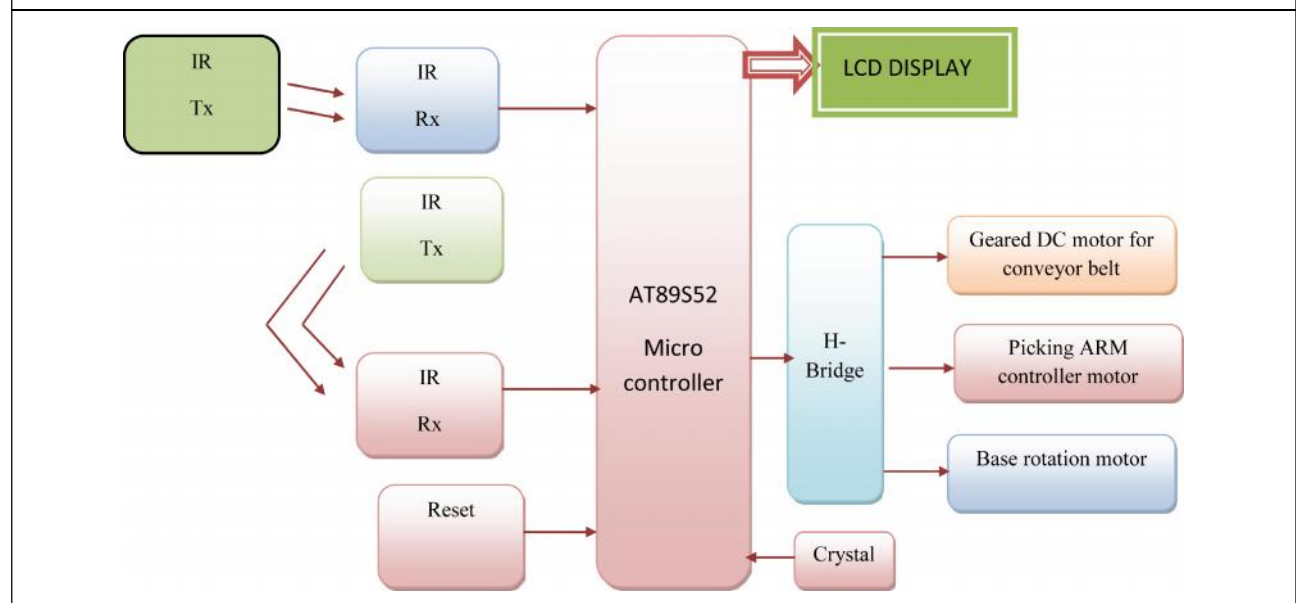 IR
Tx
IR
Rx
LCD DISPLAY
IR
Tx
AT89S52
Micro
controller
H-
Bridge
Geared DC motor for
conveyor belt
Picking ARM
controller motor
Base rotation motor
IR
Rx
Reset
Crystal